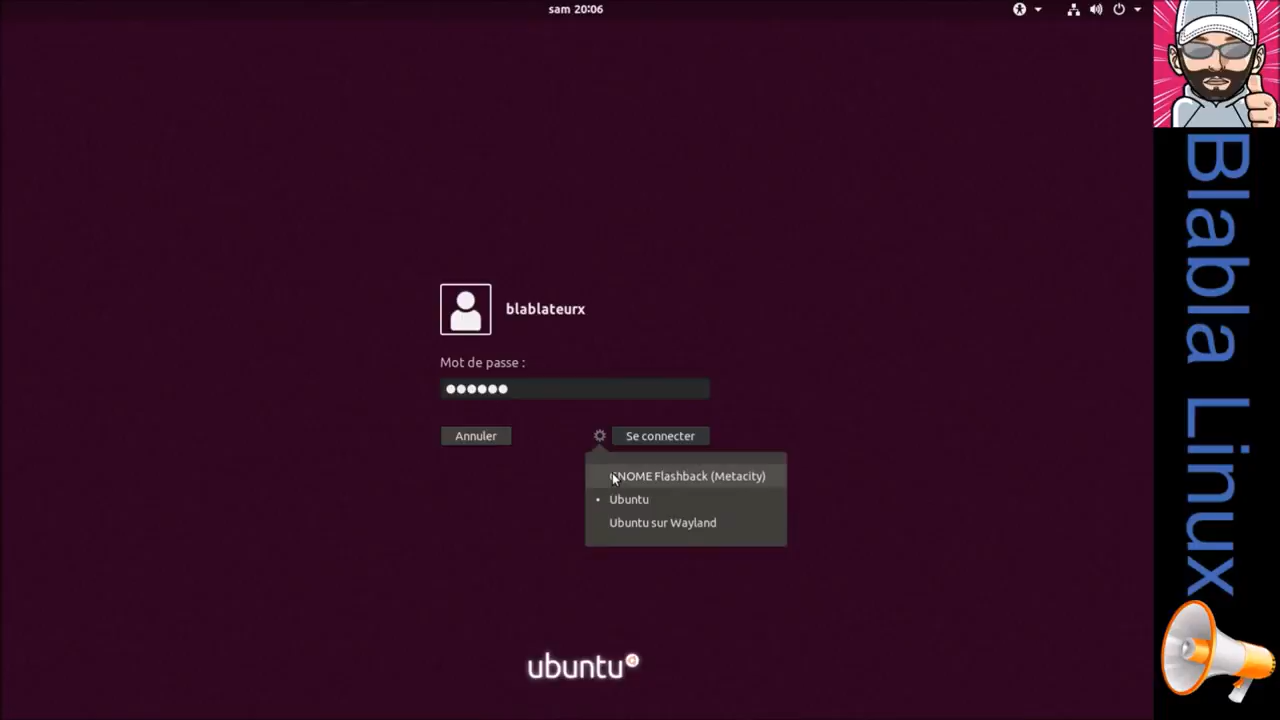 sam 20:06
blablateurx
Mot de passe :
Annuler
Se connecter
GNOME Flashback (Metacity)
Ubuntu
Ubuntu sur Wayland
ubuntu
Blabla Linux